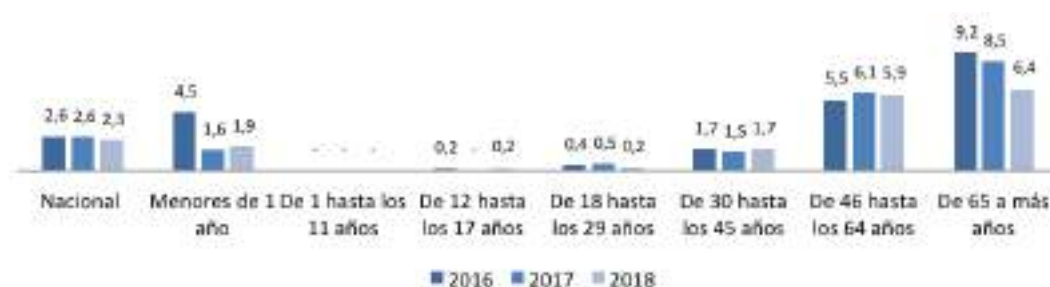 2,6 2,6 2,3
4,5 1,6 1,9
- - -
0,2 - 0,2
0,4 0,5 0,2
1,7 1,5 1,7
5,5 6,1 5,9
9,2 8,5 6,4
Nacional
Menores de 1
año
De 1 hasta los
11 años
De 12 hasta
los 17 años
De 18 hasta
los 29 años
De 30 hasta
los 45 años
De 46 hasta
los 64 años
De 65 a más
años
2016 2017 2018